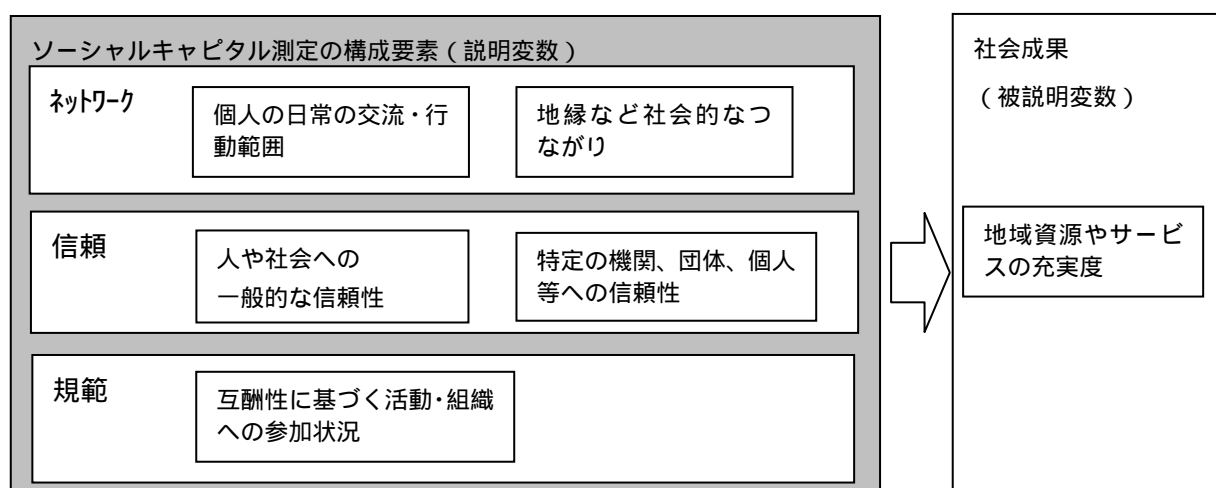 ソーシャルキャピタル測定の構成要素(説明変数)
ネットワーク
個人の日常の交流・行
動範囲
地縁など社会的なつ
ながり
信頼
人や社会への
一般的な信頼性
特定の機関、団体、個人
等への信頼性
規範
互酬性に基づく活動・組織
への参加状況
社会成果
(被説明変数)
地域資源やサービ
スの充実度